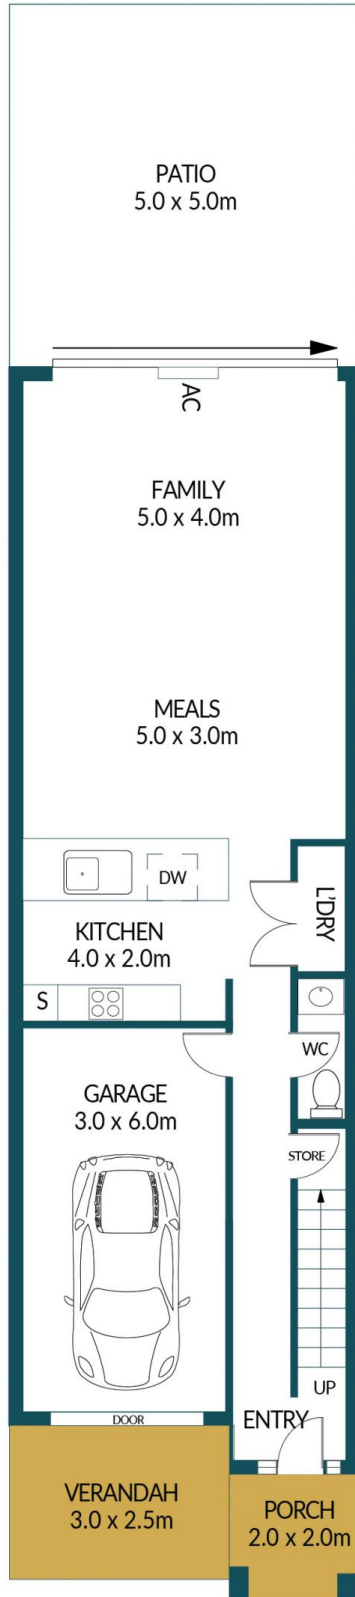 PATIO
5.0 x 5.0m
AC
FAMILY
5.0 x 4.0m
MEALS
5.0 x 3.0m
DW
L'DRY
KITCHEN
4.0 x 2.0m
S
WC
GARAGE
3.0 x 6.0m
STORE
UP
DOOR
ENTRY
VERANDAH
3.0 x 2.5m
PORCH
2.0 x 2.0m